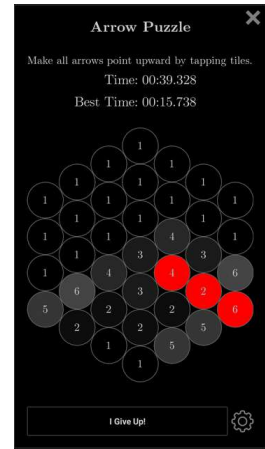 Arrow Puzzle
Make all arrows point upward by tapping tiles.
Time: 00:39.328
Best Time: 00:15.738
1
1 1
1 1 1
1 1 1 1
1 1 1
1 1 4 1
1 3 3
1 4 4 6
6 3 2
5 2 2 6
2 2 5
1 5
1
I Give Up!